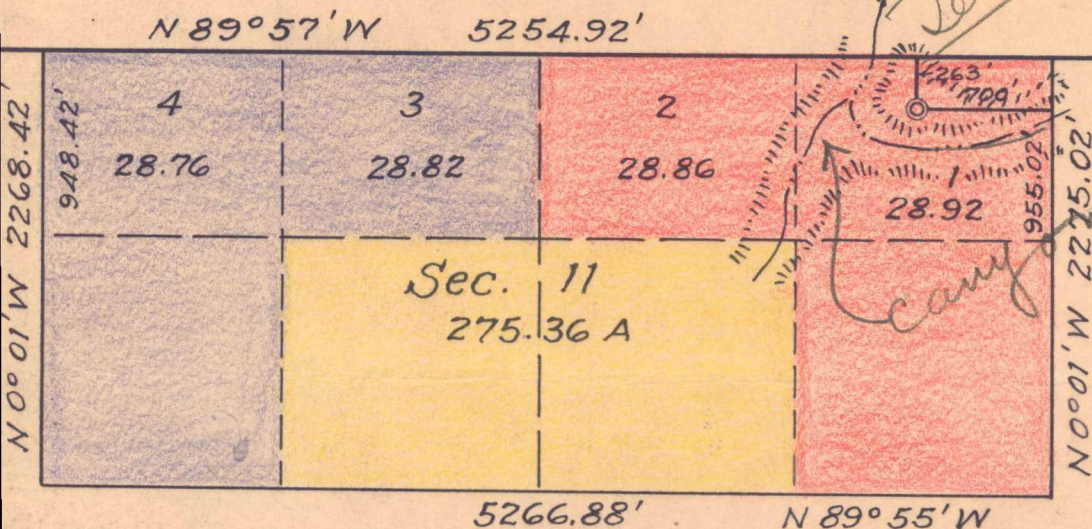 N 89°57' W 5254.92'
N 0°01' W 2268.42'
948.42'
4
28.76
3
28.82
2
28.86
263'
799'
1
28.92
955.02'
N 0°01' W 2275.02'
Sec. 11
275.36 A
5266.88' N 89°55' W